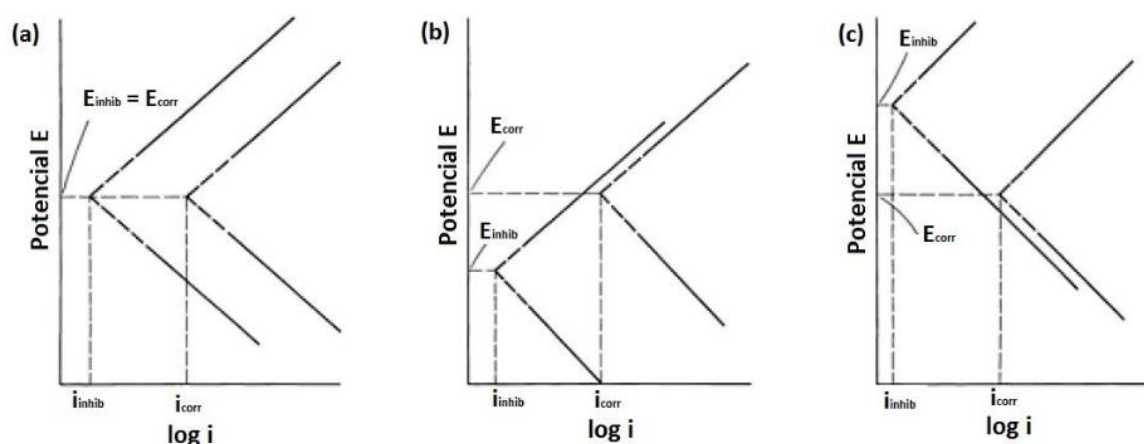 (a)
Potencial E
Einhib = Ecorr
iinhib
icorr
log i
(b)
Potencial E
Ecorr
Einhib
iinhib
icorr
log i
(c)
Potencial E
Einhib
Ecorr
iinhib
icorr
log i